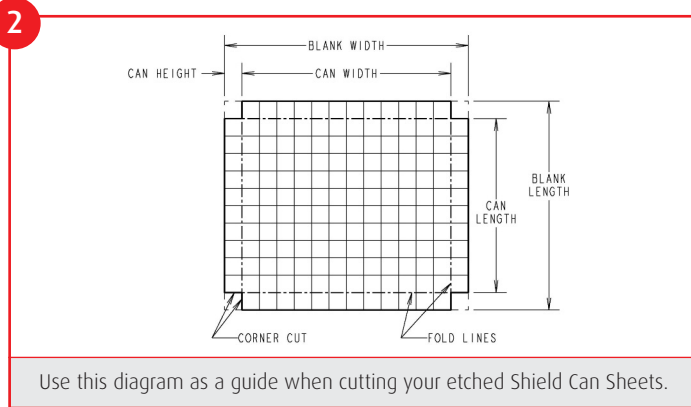 2
BLANK WIDTH
CAN HEIGHT
CAN WIDTH
BLANK
LENGTH
CAN
LENGTH
CORNER CUT
FOLD LINES
Use this diagram as a guide when cutting your etched Shield Can Sheets.